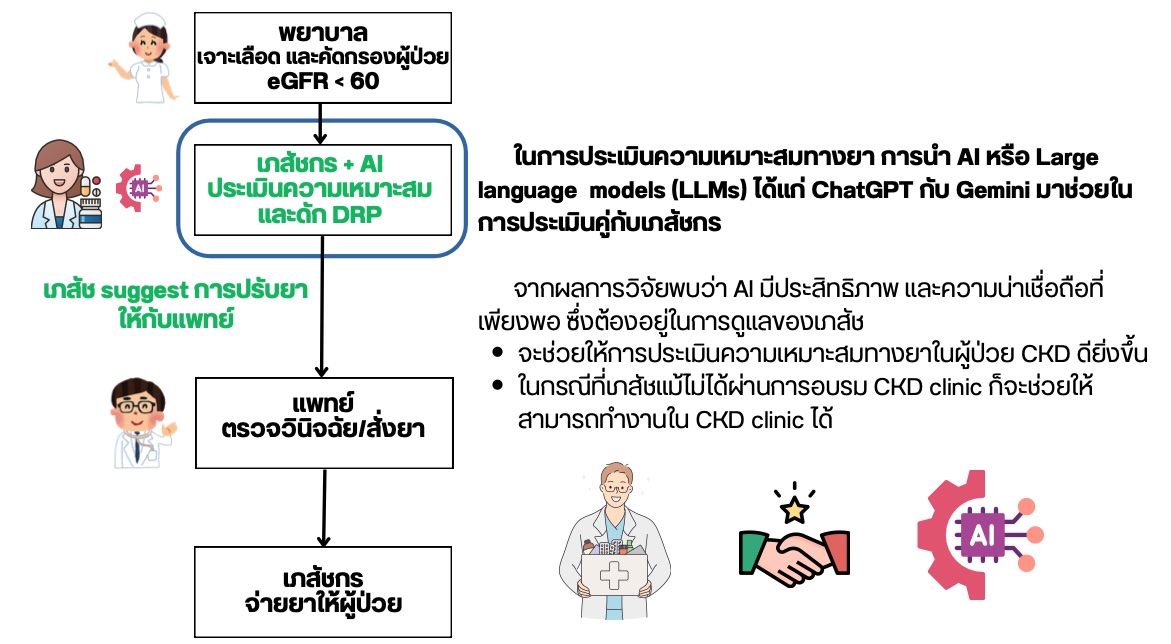 พยาบาล
เจาะเลือด และคัดกรองผู้ป่วย
eGFR < 60
เภสัชกร + AI
ประเมินความเหมาะสม
และดัก DRP
เภสัช suggest การปรับยา
ให้กับแพทย์
แพทย์
ตรวจวินิจฉัย/สั่งยา
เภสัชกร
จ่ายยาให้ผู้ป่วย
ในการประเมินความเหมาะสมทางยา การนำ AI หรือ Large
language models (LLMs) ได้แก่ ChatGPT กับ Gemini มาช่วยใน
การประเมินคู่กับเภสัชกร
จากผลการวิจัยพบว่า AI มีประสิทธิภาพ และความน่าเชื่อถือที่
เพียงพอ ซึ่งต้องอยู่ในการดูแลของเภสัช
• จะช่วยให้การประเมินความเหมาะสมทางยาในผู้ป่วย CKD ดียิ่งขึ้น
• ในกรณีที่เภสัชแม้ไม่ได้ผ่านการอบรม CKD clinic ก็จะช่วยให้
สามารถทำงานใน CKD clinic ได้
AI
AI